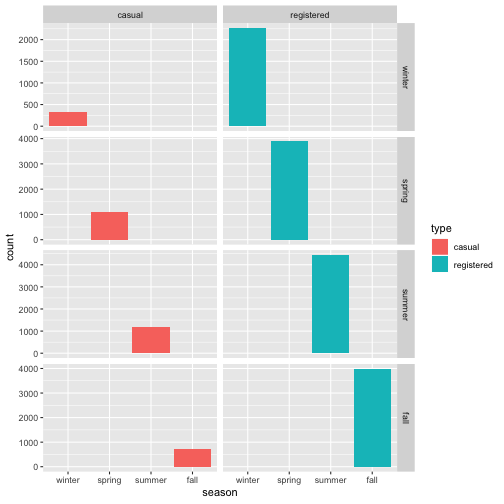 casual registered
2000
1500
1000
500
0
winter
4000
3000
2000
1000
0
spring
4000
3000
2000
1000
0
summer
4000
3000
2000
1000
0
fall
winter spring summer fall winter spring summer fall
season
count
type
casual
registered